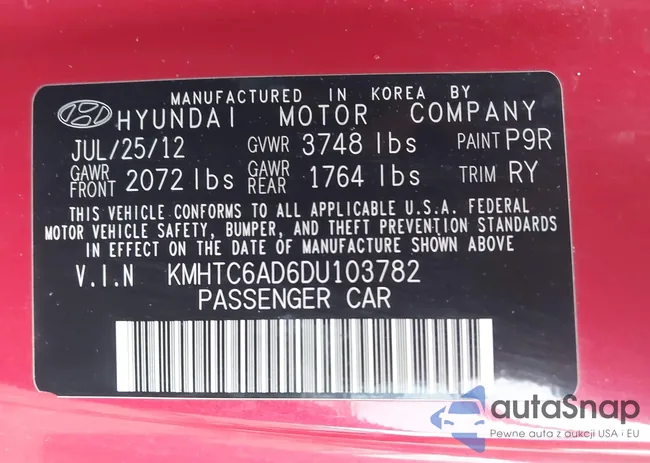 MANUFACTURED IN KOREA BY
HYUNDAI MOTOR COMPANY
JUL/25/12 GVWR 3748 lbs PAINT P9R
GAWR FRONT 2072 lbs GAWR REAR 1764 lbs TRIM RY
THIS VEHICLE CONFORMS TO ALL APPLICABLE U.S.A. FEDERAL
MOTOR VEHICLE SAFETY, BUMPER, AND THEFT PREVENTION STANDARDS
IN EFFECT ON THE DATE OF MANUFACTURE SHOWN ABOVE
V.I.N KMHTC6AD6DU103782
PASSENGER CAR
autaSnap
Pewne auta z aukcji USA i EU